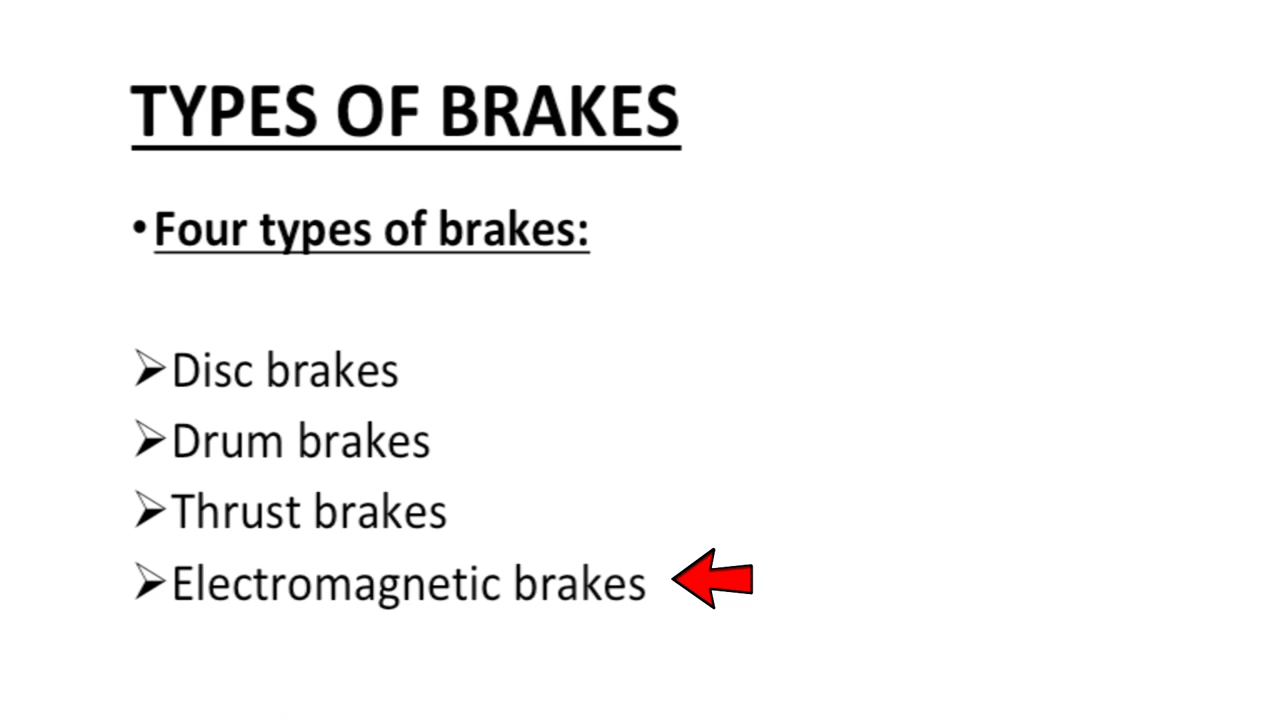 TYPES OF BRAKES
•Four types of brakes:
➢Disc brakes
➢Drum brakes
➢Thrust brakes
➢Electromagnetic brakes